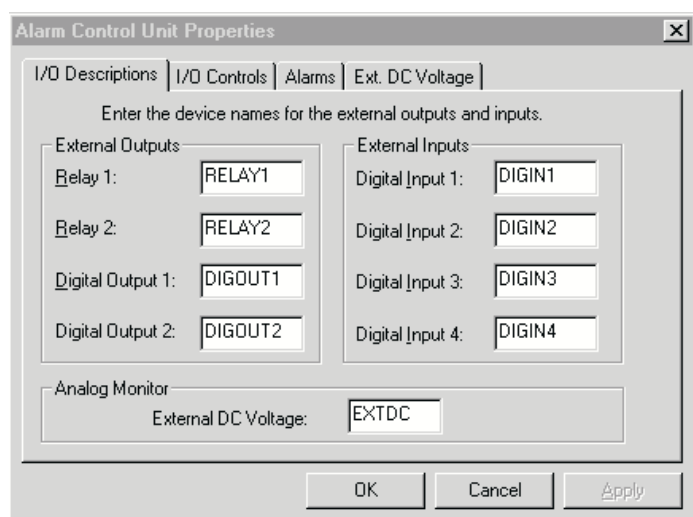 Alarm Control Unit Properties
I/O Descriptions I/O Controls Alarms Ext. DC Voltage
Enter the device names for the external outputs and inputs.
External Outputs
Relay 1: RELAY1
Relay 2: RELAY2
Digital Output 1: DIGOUT1
Digital Output 2: DIGOUT2
External Inputs
Digital Input 1: DIGIN1
Digital Input 2: DIGIN2
Digital Input 3: DIGIN3
Digital Input 4: DIGIN4
Analog Monitor
External DC Voltage: EXTDC
OK Cancel Apply